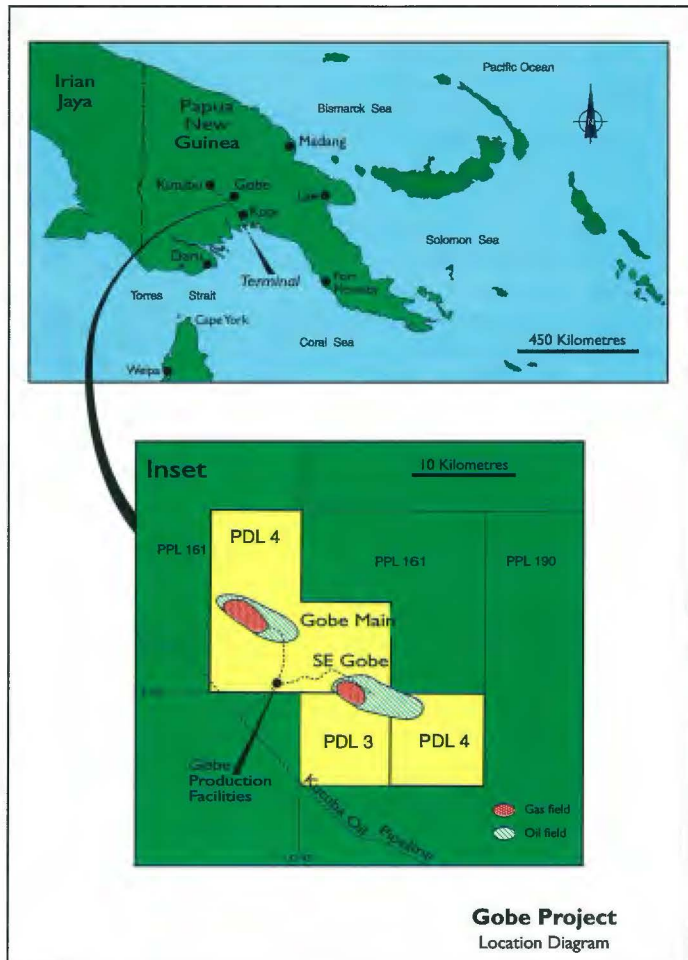 Pacific Ocean
Irian
Jaya
Bismarck Sea
Papua
New
Guinea
N
Madang
Kutubu
Gobe
Lae
Kopi
Solomon Sea
Daru
Terminal
Port
Moresby
Torres Strait
Cape York
Coral Sea
450 Kilometres
Weipa
Inset
10 Kilometres
PDL 4
PPL 161
PPL 161
PPL 190
Gobe Main
SE Gobe
PDL 3
PDL 4
Gobe
Production
Facilities
Kutuba Oil Pipeline
Gas field
Oil field
Gobe Project
Location Diagram